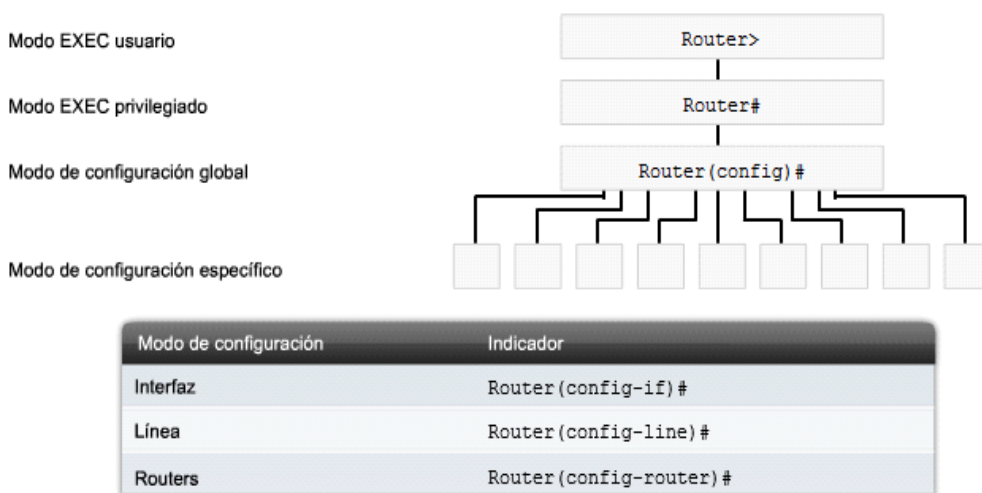 Modo EXEC usuario
Router>
Modo EXEC privilegiado
Router#
Modo de configuración global
Router(config)#
Modo de configuración específico
Modo de configuración Indicador
Interfaz Router(config-if)#
Línea Router(config-line)#
Routers Router(config-router)#